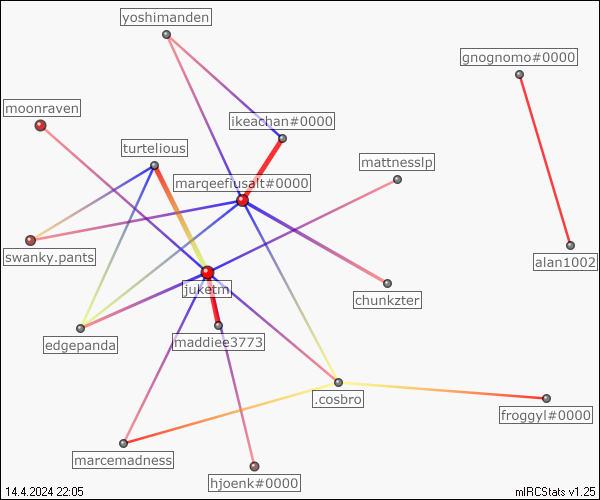 yoshimanden
gnognomo#0000
moonraven
ikeachan#0000
turtelious
mattnesslp
marqeefiusalt#0000
swanky.pants
alan1002
juketm
chunkzter
edgepanda
maddiee3773
.cosbro
froggyl#0000
marcemadness
hjoenk#0000
14.4.2024 22:05
mIRCStats v1.25